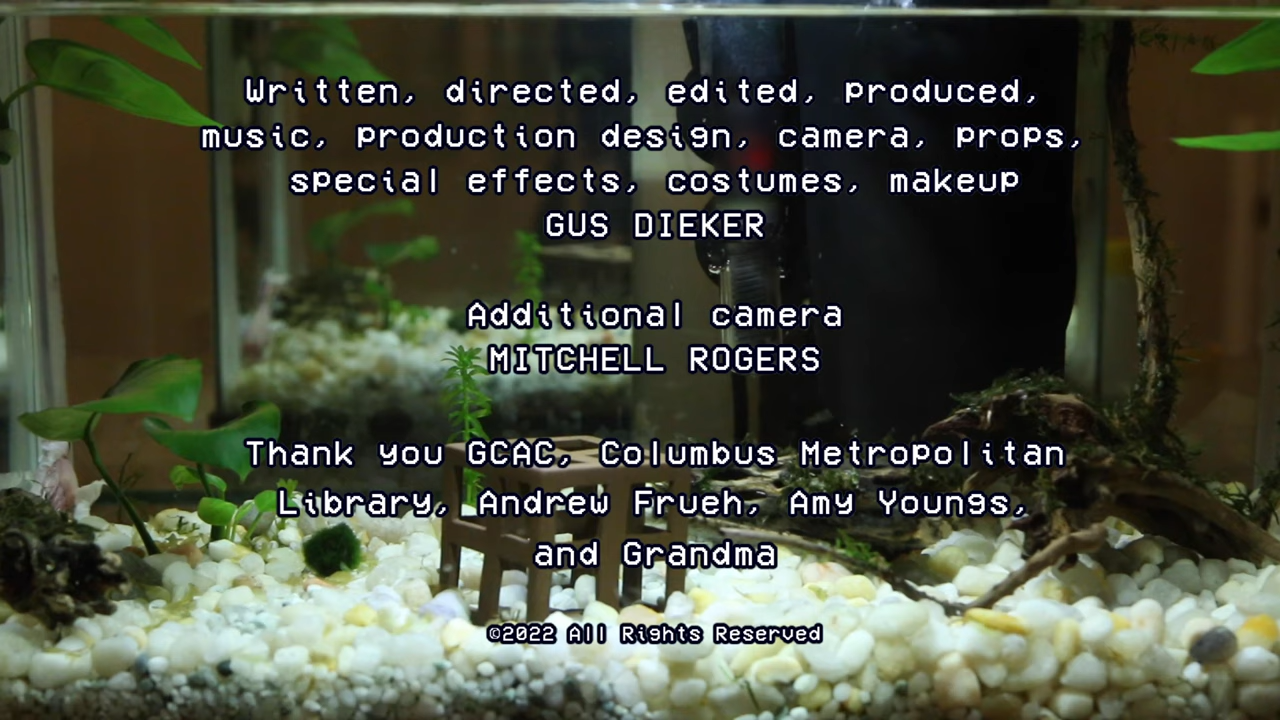 Written, directed, edited, produced,
music, production design, camera, props,
special effects, costumes, makeup
GUS DIEKER
Additional camera
MITCHELL ROGERS
Thank you GCAC, Columbus Metropolitan
Library, Andrew Frueh, Amy Youngs,
and Grandma
©2022 All Rights Reserved